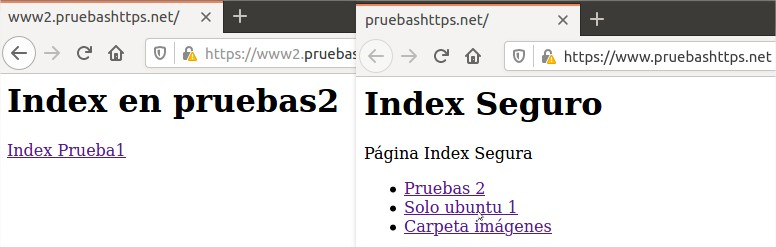 www2.pruebashttps.net/
https://www2.pruebas
Index en pruebas2
Index Prueba1
pruebashttps.net/
https://www.pruebashttps.net
Index Seguro
Página Index Segura
Pruebas 2
Solo ubuntu 1
Carpeta imágenes